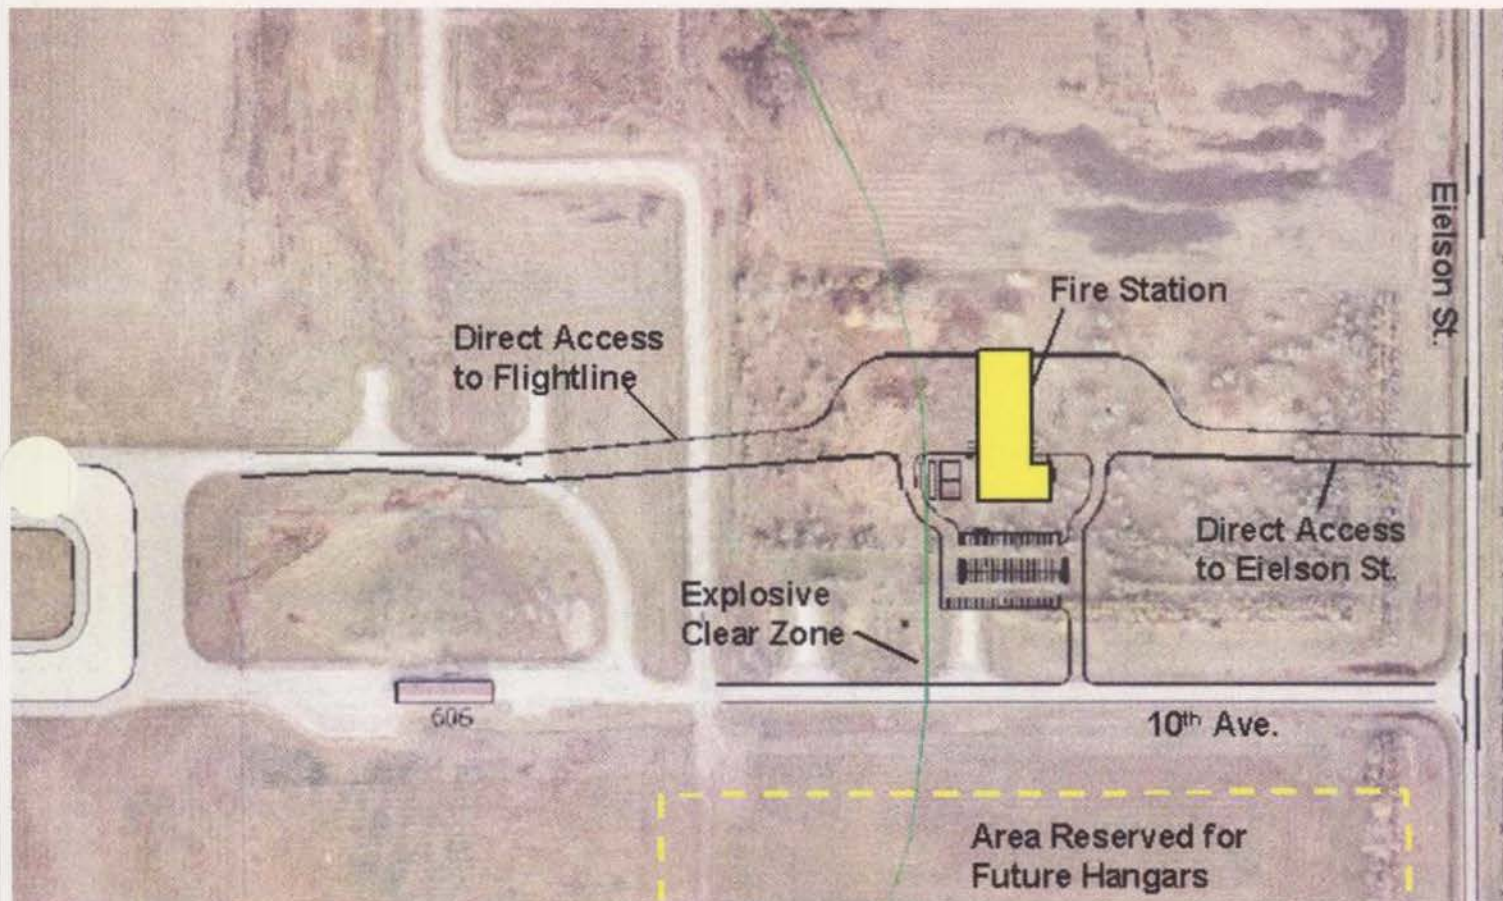 Eielson St.
Fire Station
Direct Access
to Flightline
Direct Access
to Eielson St.
Explosive
Clear Zone
606
10th Ave.
Area Reserved for
Future Hangars